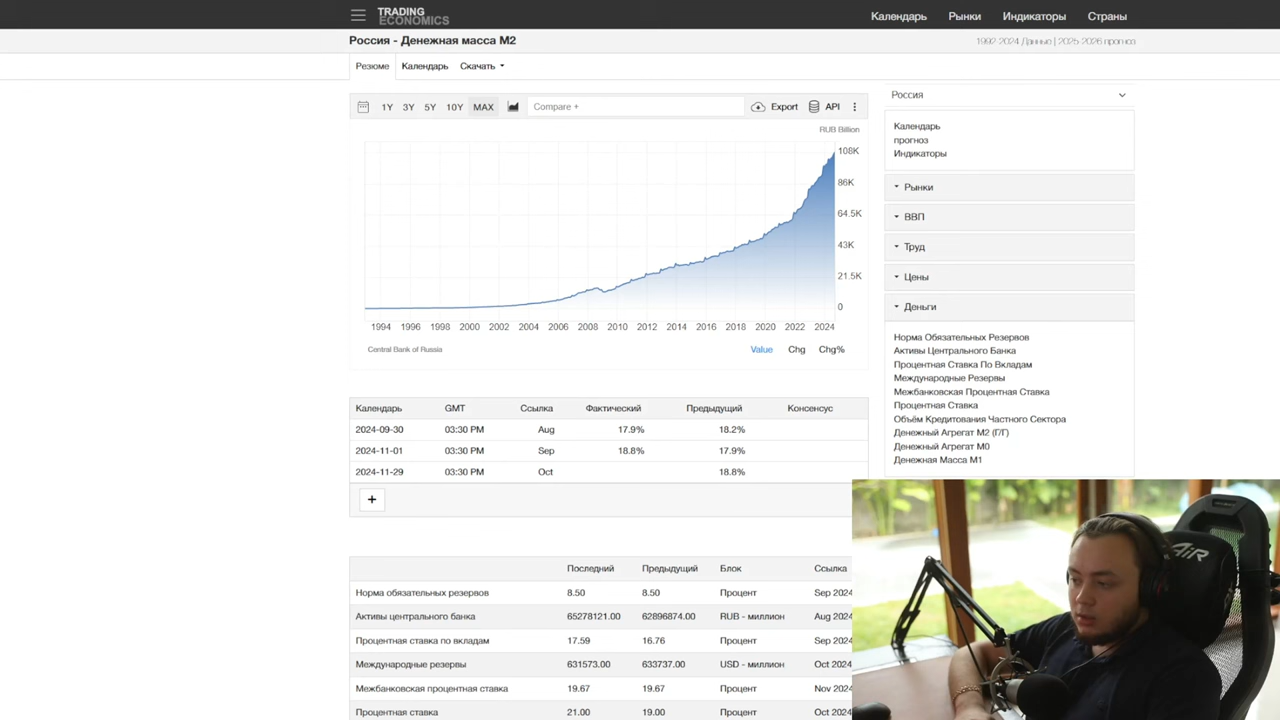 TRADING
ECONOMICS
Календарь Рынки Индикаторы Страны
Россия - Денежная масса М2
1992-2024 Данные | 2025-2026 прогноз
Резюме Календарь Скачать
1Y 3Y 5Y 10Y MAX Compare + Export API
RUB Billion
108K
86K
64.5K
43K
21.5K
0
1994 1996 1998 2000 2002 2004 2006 2008 2010 2012 2014 2016 2018 2020 2022 2024
Central Bank of Russia
Value Chg Chg%
Календарь GMT Ссылка Фактический Предыдущий Консенсус
2024-09-30 03:30 PM Aug 17.9% 18.2%
2024-11-01 03:30 PM Sep 18.8% 17.9%
2024-11-29 03:30 PM Oct 18.8%
+
Последний Предыдущий Блок Ссылка
Норма обязательных резервов 8.50 8.50 Процент Sep 2024
Активы центрального банка 65278121.00 62896874.00 RUB - миллион Aug 2024
Процентная ставка по вкладам 17.59 16.76 Процент Sep 2024
Международные резервы 631573.00 633737.00 USD - миллион Oct 2024
Межбанковская процентная ставка 19.67 19.67 Процент Nov 2024
Процентная ставка 21.00 19.00 Процент Oct 2024
Россия
Календарь
прогноз
Индикаторы
Рынки
ВВП
Труд
Цены
Деньги
Норма Обязательных Резервов
Активы Центрального Банка
Процентная Ставка По Вкладам
Международные Резервы
Межбанковская Процентная Ставка
Процентная Ставка
Объём Кредитования Частного Сектора
Денежный Агрегат М2 (Г/Г)
Денежный Агрегат М0
Денежная Масса М1
AIR